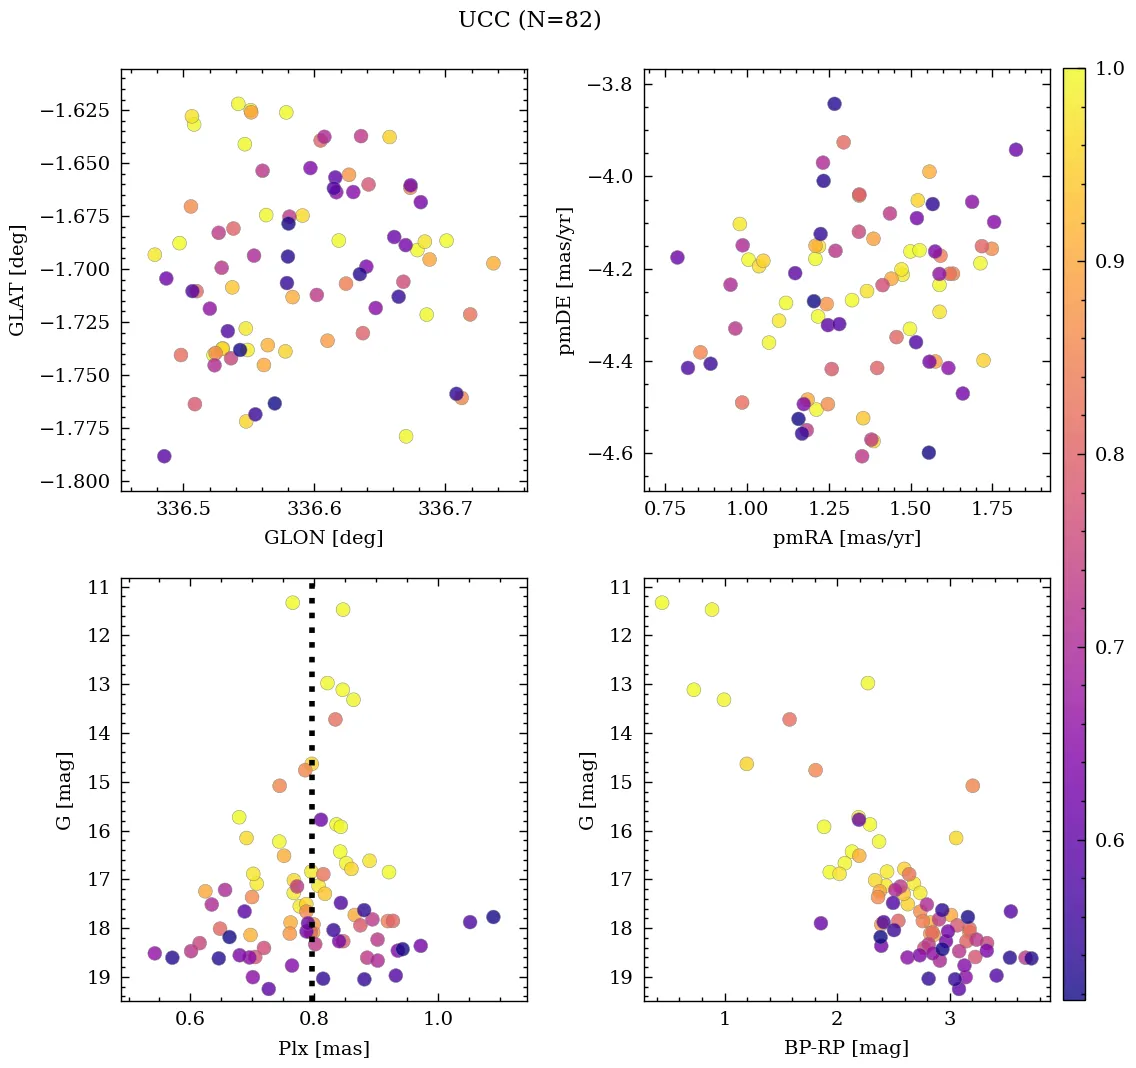 UCC (N=82)
−1.625
−1.650
−1.675
−1.700
−1.725
−1.750
−1.775
−1.800
GLAT [deg]
336.5 336.6 336.7
GLON [deg]
−3.8
−4.0
−4.2
−4.4
−4.6
pmDE [mas/yr]
0.75 1.00 1.25 1.50 1.75
pmRA [mas/yr]
11
12
13
14
15
16
17
18
19
G [mag]
0.6 0.8 1.0
Plx [mas]
11
12
13
14
15
16
17
18
19
G [mag]
1 2 3
BP-RP [mag]
1.0
0.9
0.8
0.7
0.6